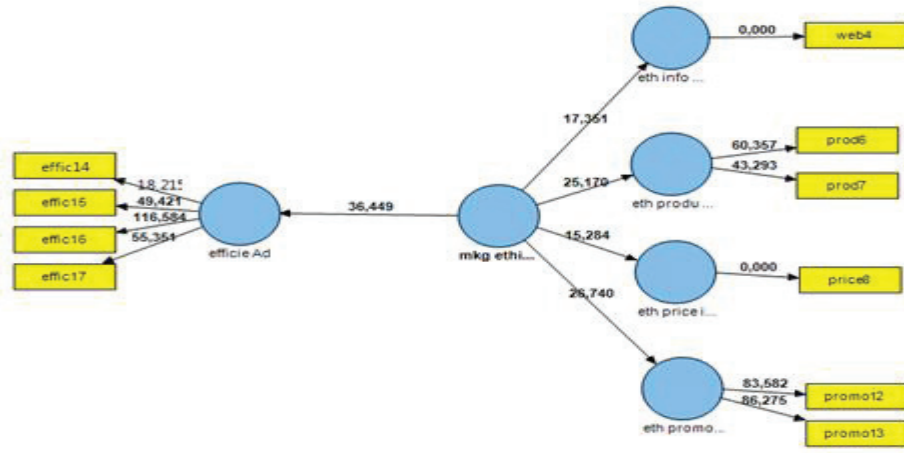 0,000
web4
eth info ...
17,351
60,357
prod6
43,293
prod7
25,170
eth produ ...
effic14
18,215
effic15
49,421
effic16
116,584
effic17
55,351
efficie Ad
36,449
mkg ethi...
15,284
0,000
price8
eth price i...
26,740
83,582
promo12
86,275
promo13
eth promo...